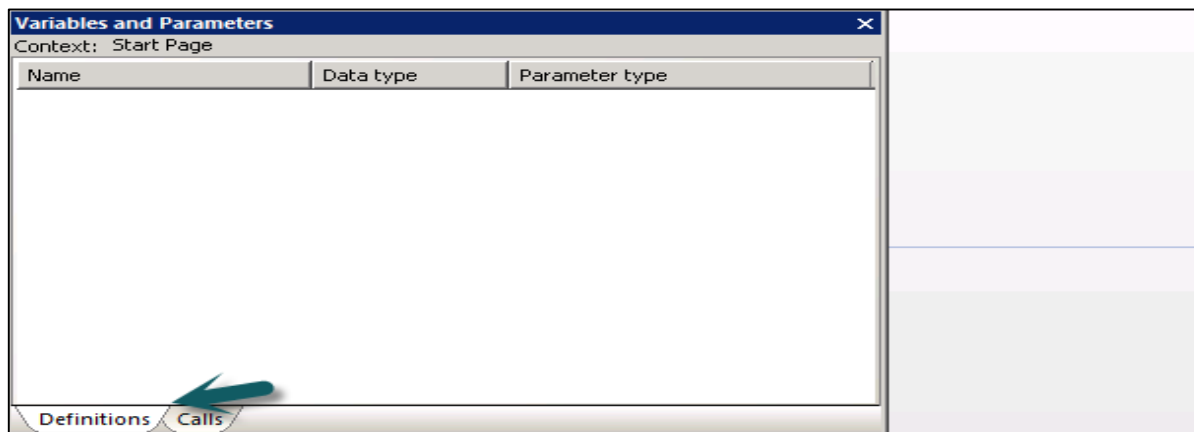 Variables and Parameters
Context: Start Page
Name Data type Parameter type
Definitions Calls